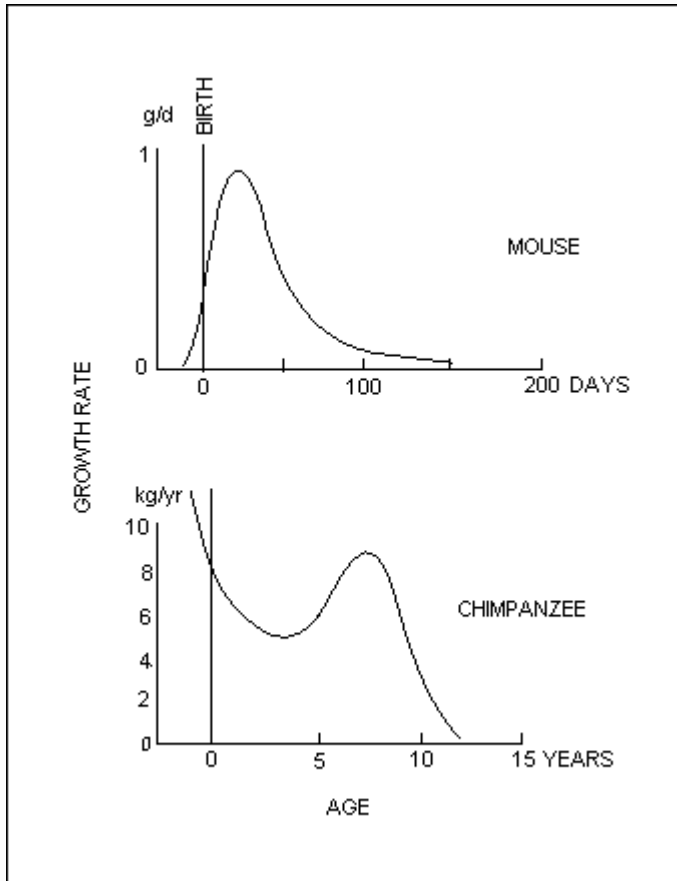 g/d
BIRTH
1
MOUSE
0
0 100 200 DAYS
GROWTH RATE
kg/yr
10
8
CHIMPANZEE
6
4
2
0
0 5 10 15 YEARS
AGE